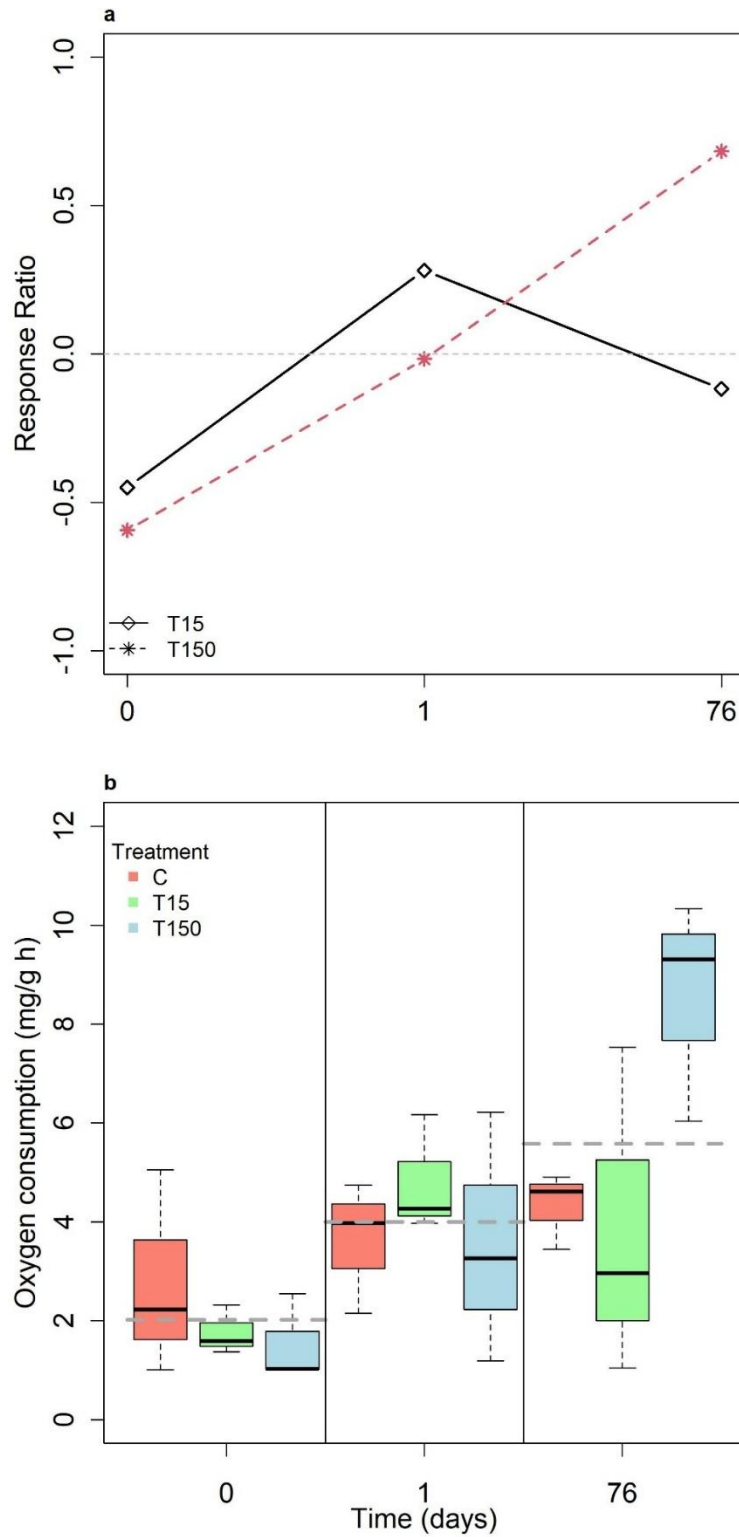 a
1.0
0.5
0.0
-0.5
-1.0
Response Ratio
T15
T150
0 1 76
b
12
10
8
6
4
2
0
Oxygen consumption (mg/g h)
Treatment
C
T15
T150
0 1 76
Time (days)